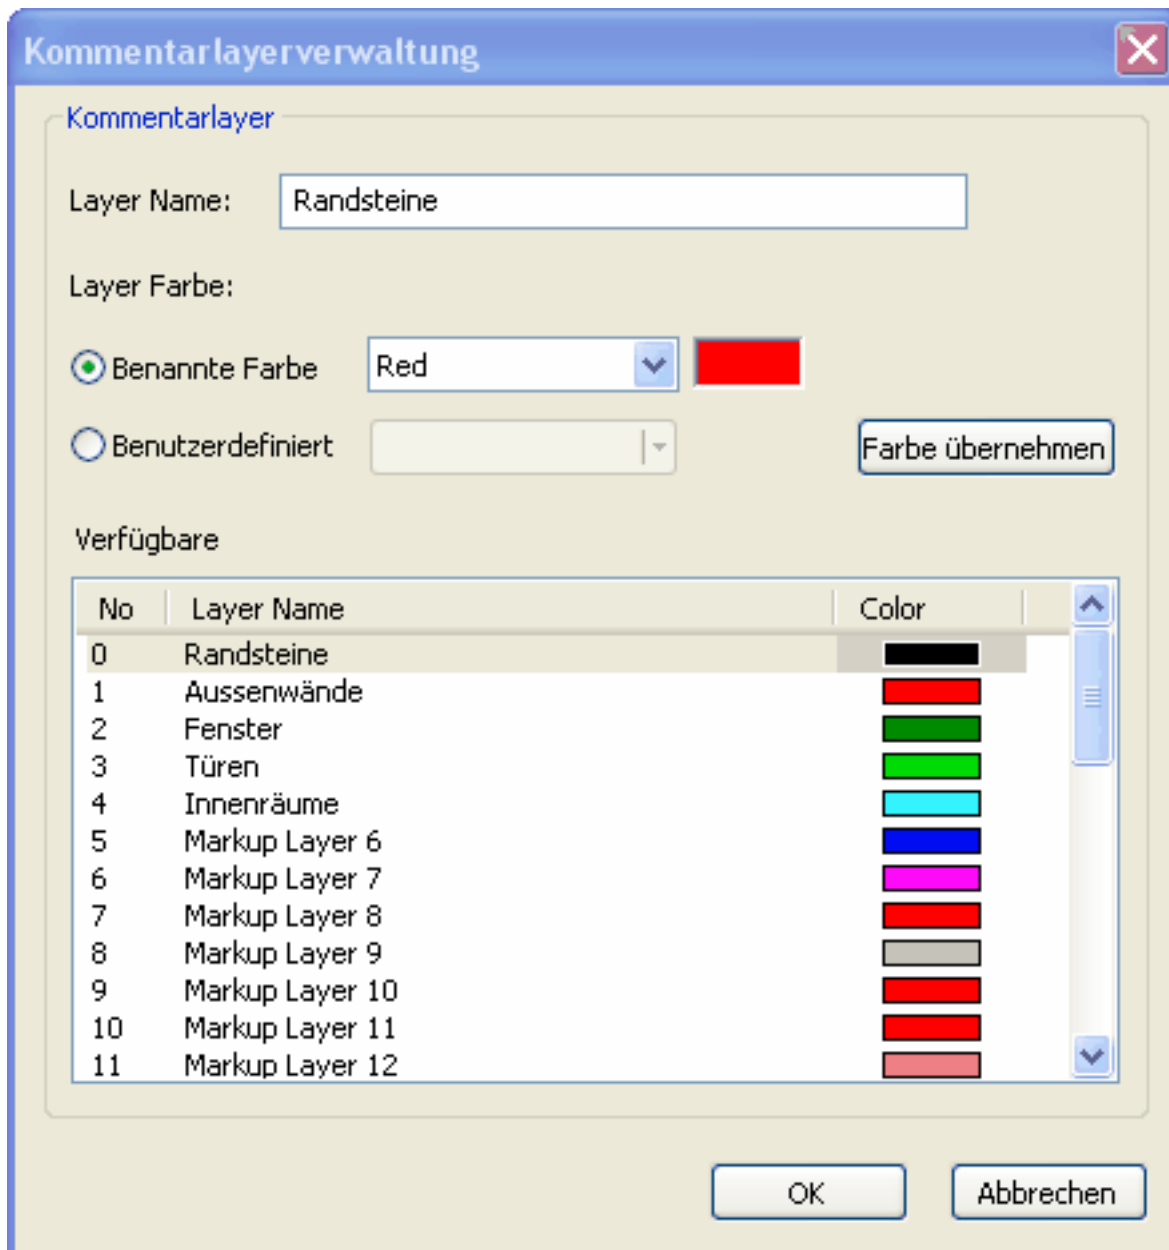 Kommentarlayerverwaltung
Kommentarlayer
Layer Name: Randsteine
Layer Farbe:
Benannte Farbe Red
Benutzerdefiniert Farbe übernehmen
Verfügbare
No Layer Name Color
0 Randsteine
1 Aussenwände
2 Fenster
3 Türen
4 Innenräume
5 Markup Layer 6
6 Markup Layer 7
7 Markup Layer 8
8 Markup Layer 9
9 Markup Layer 10
10 Markup Layer 11
11 Markup Layer 12
OK Abbrechen